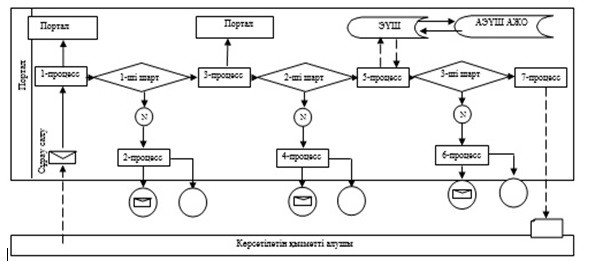 Портал
Портал
ЭҮШ
АЭҮШ АЖО
Портал
1-процесс
1-ші шарт
3-процесс
2-ші шарт
5-процесс
3-ші шарт
7-процесс
N
N
N
Сұрау салу
2-процесс
4-процесс
6-процесс
Көрсетілетін қызметті алушы